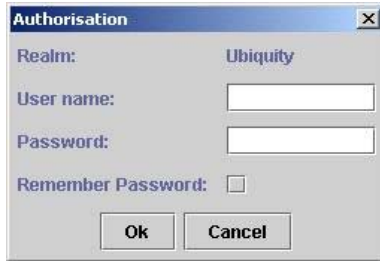 Authorisation
Realm: Ubiquity
User name:
Password:
Remember Password:
Ok Cancel